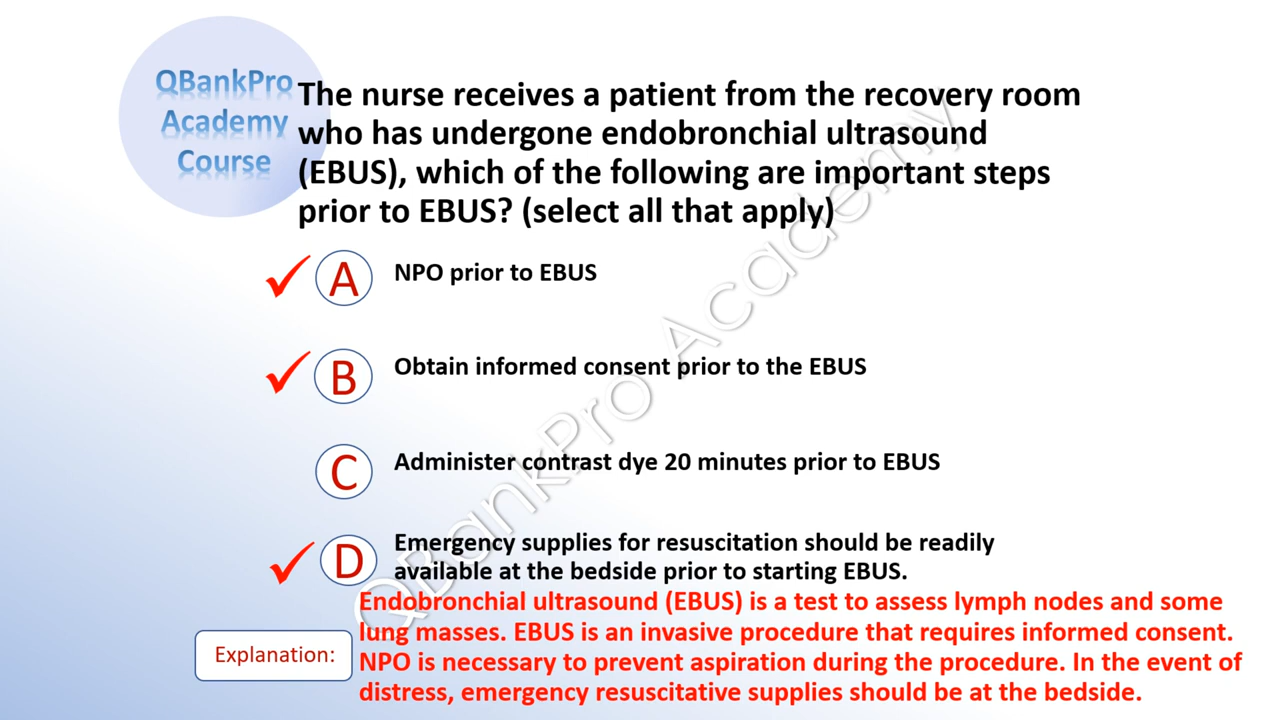 QBankPro
Academy
Course
The nurse receives a patient from the recovery room
who has undergone endobronchial ultrasound
(EBUS), which of the following are important steps
prior to EBUS? (select all that apply)
A
NPO prior to EBUS
B
Obtain informed consent prior to the EBUS
C
Administer contrast dye 20 minutes prior to EBUS
D
Emergency supplies for resuscitation should be readily
available at the bedside prior to starting EBUS.
Explanation:
Endobronchial ultrasound (EBUS) is a test to assess lymph nodes and some
lung masses. EBUS is an invasive procedure that requires informed consent.
NPO is necessary to prevent aspiration during the procedure. In the event of
distress, emergency resuscitative supplies should be at the bedside.
QBankPro Academy